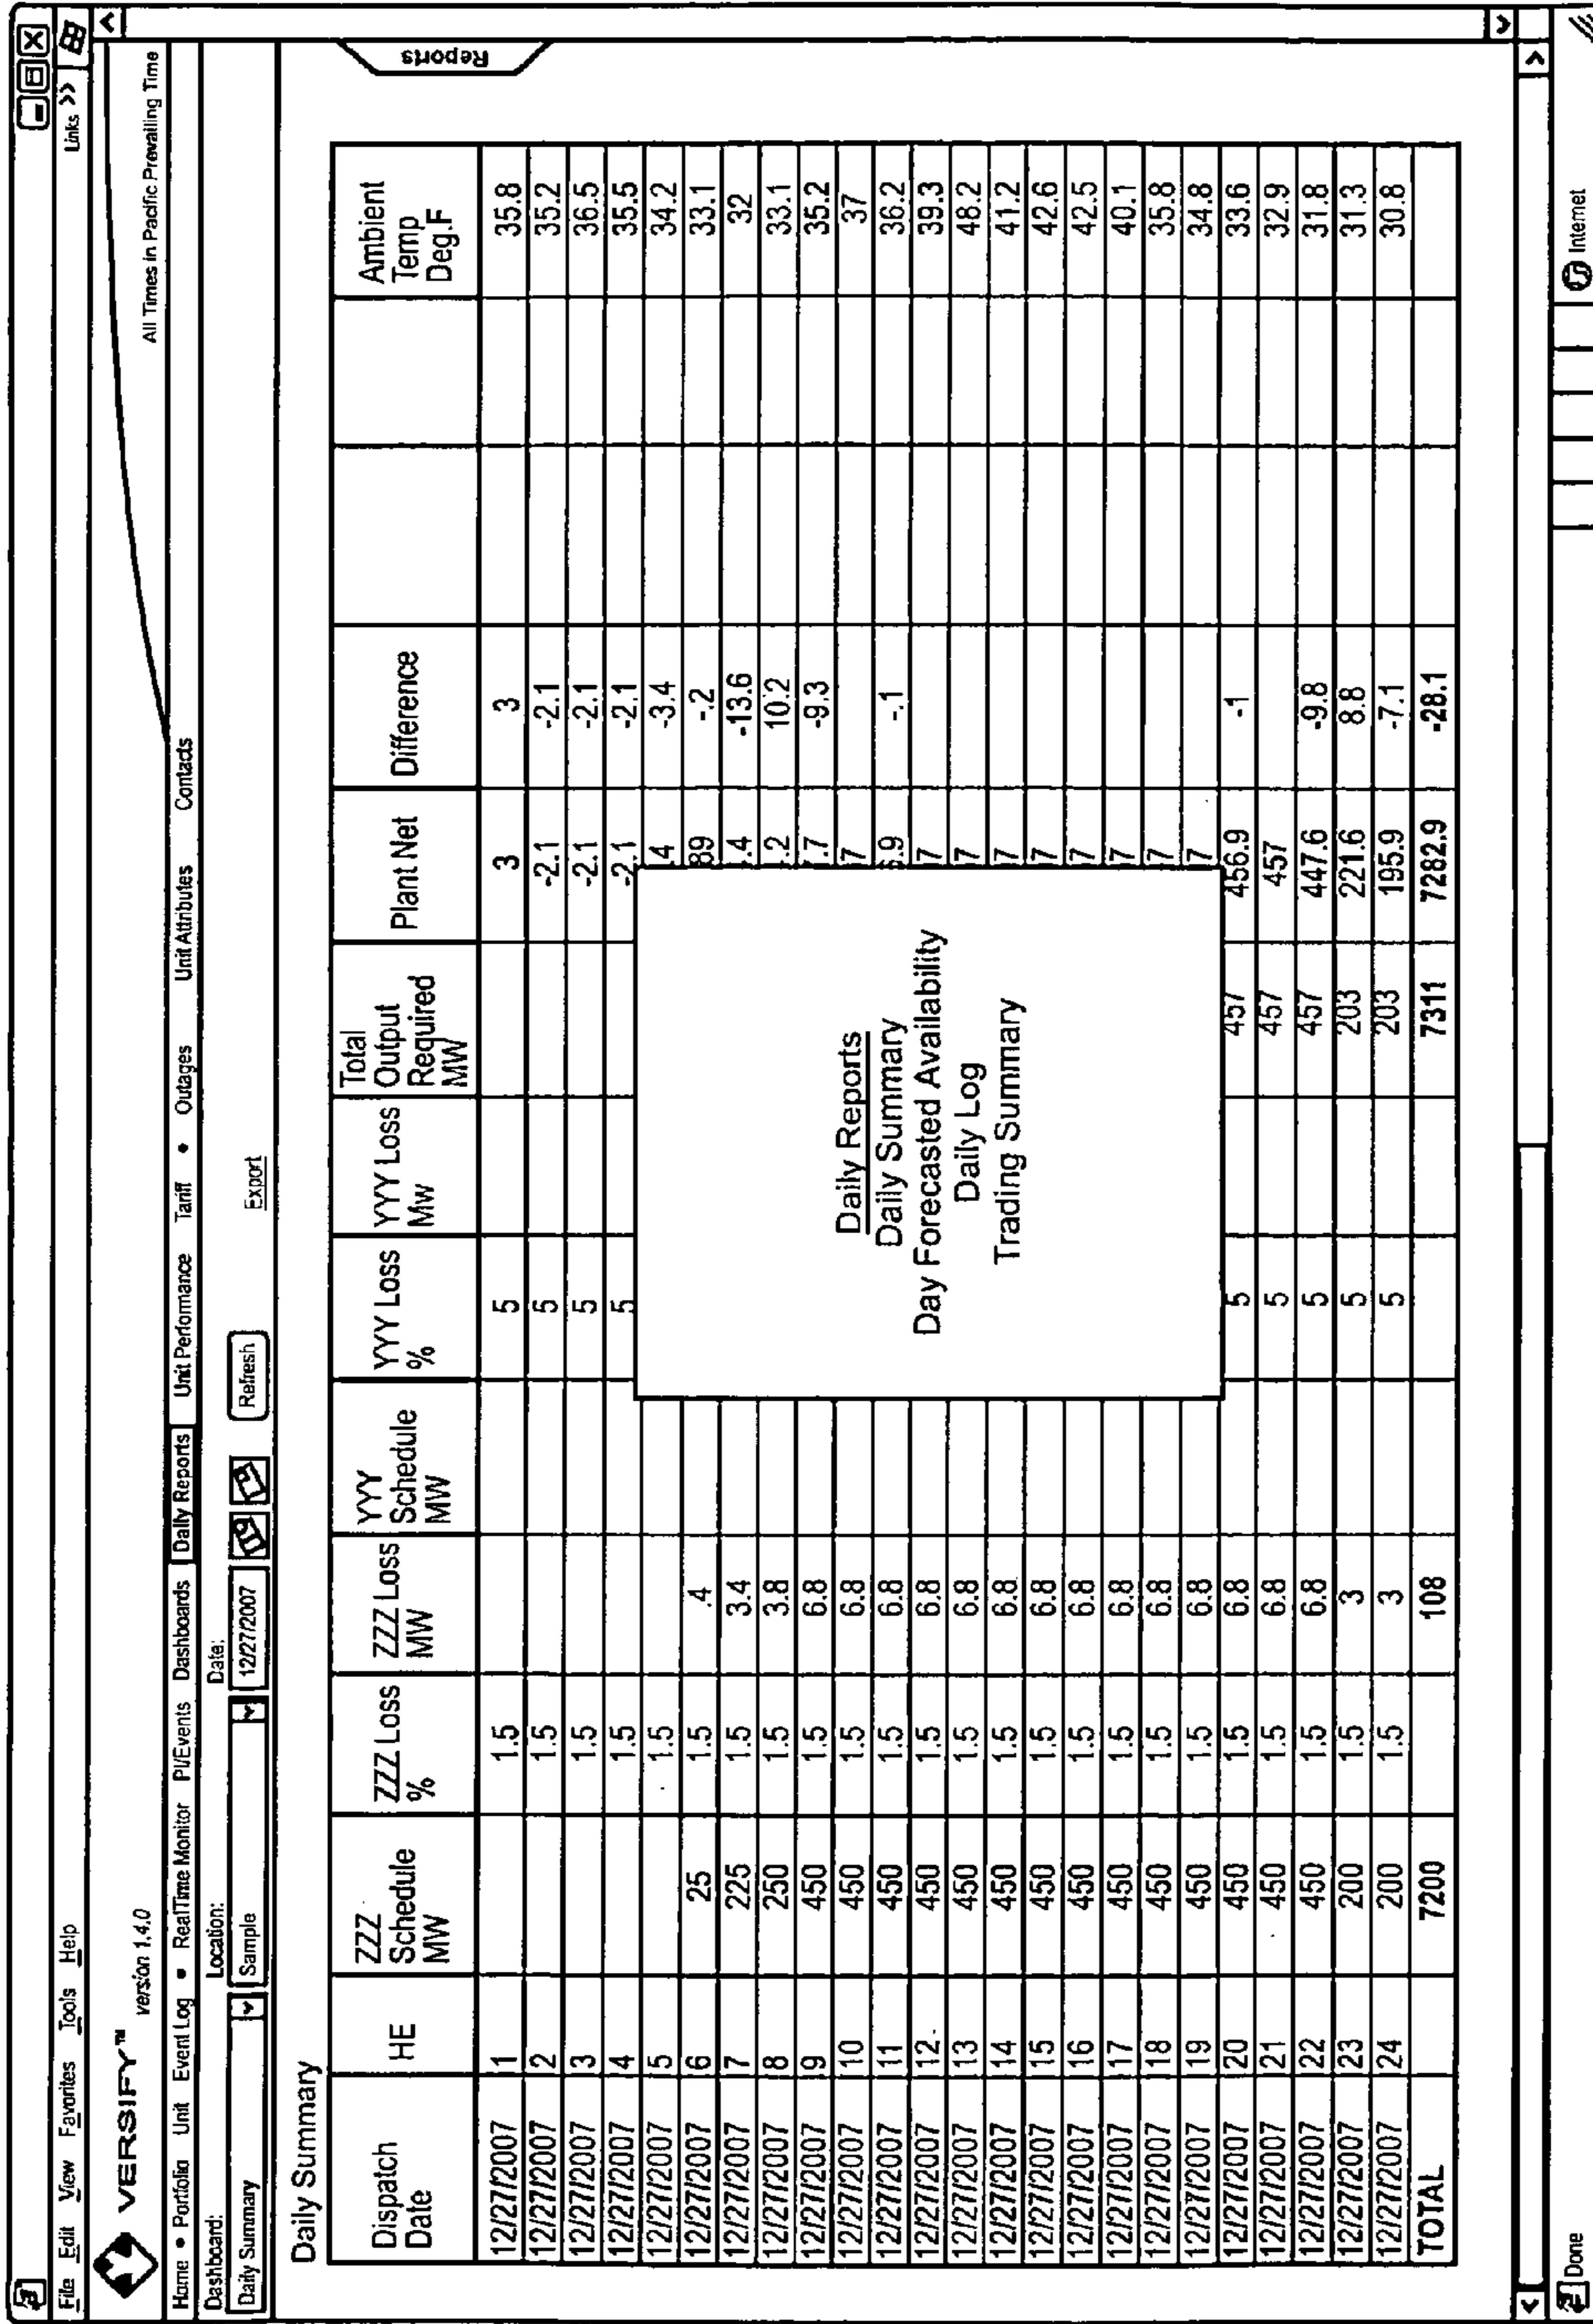 File Edit View Favorites Tools Help
Links >>
VERSIFY™
version 1.4.0
All Times in Pacific Prevailing Time
Home • Portfolio Unit Event Log • RealTime Monitor PI/Events Dashboards Daily Reports Unit Performance Tariff • Outages Unit Attributes Contacts
Dashboard: Location: Date:
Daily Summary Sample 12/27/2007 Refresh Export
Reports
Daily Summary
Dispatch Date HE ZZZ Schedule MW ZZZ Loss % ZZZ Loss MW YYY Schedule MW YYY Loss % YYY Loss Mw Total Output Required MW Plant Net Difference Ambient Temp Deg.F
12/27/2007 1 1.5 5 3 3 35.8
12/27/2007 2 1.5 5 -2.1 -2.1 35.2
12/27/2007 3 1.5 5 -2.1 -2.1 36.5
12/27/2007 4 1.5 5 -2.1 -2.1 35.5
12/27/2007 5 1.5 .4 -3.4 34.2
12/27/2007 6 25 1.5 .4 89 -.2 33.1
12/27/2007 7 225 1.5 3.4 .4 -13.6 32
12/27/2007 8 250 1.5 3.8 .2 10.2 33.1
12/27/2007 9 450 1.5 6.8 .7 -9.3 35.2
12/27/2007 10 450 1.5 6.8 7 37
12/27/2007 11 450 1.5 6.8 6.9 -.1 36.2
12/27/2007 12 450 1.5 6.8 7 39.3
12/27/2007 13 450 1.5 6.8 7 48.2
12/27/2007 14 450 1.5 6.8 7 41.2
12/27/2007 15 450 1.5 6.8 7 42.6
12/27/2007 16 450 1.5 6.8 7 42.5
12/27/2007 17 450 1.5 6.8 7 40.1
12/27/2007 18 450 1.5 6.8 7 35.8
12/27/2007 19 450 1.5 6.8 7 34.8
12/27/2007 20 450 1.5 6.8 5 457 456.9 -.1 33.6
12/27/2007 21 450 1.5 6.8 5 457 457 32.9
12/27/2007 22 450 1.5 6.8 5 457 447.6 -9.8 31.8
12/27/2007 23 200 1.5 3 5 203 221.6 8.8 31.3
12/27/2007 24 200 1.5 3 5 203 195.9 -7.1 30.8
TOTAL 7200 108 7311 7282.9 -28.1
Daily Reports
Daily Summary
Day Forecasted Availability
Daily Log
Trading Summary
Done
Internet